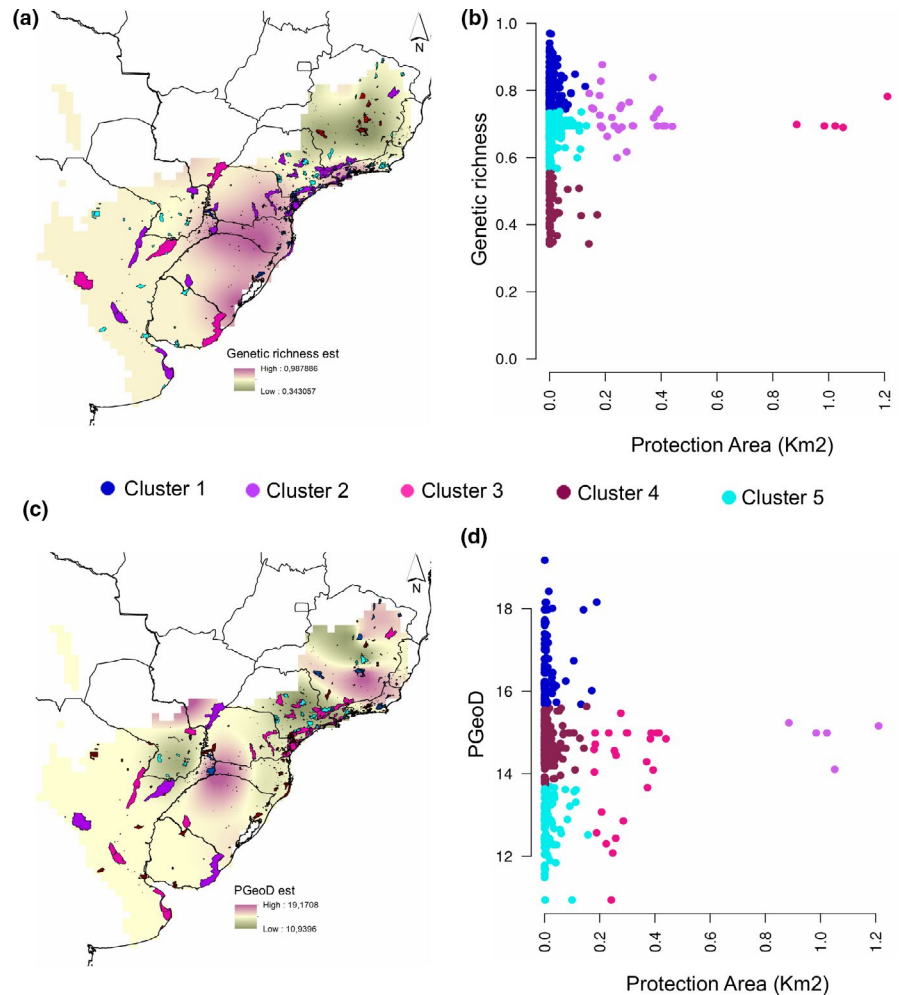 (a)
N
Genetic richness est
High : 0,987886
Low : 0,343057
(b)
Genetic richness
1.0
0.8
0.6
0.4
0.2
0.0
0.0 0.2 0.4 0.6 0.8 1.0 1.2
Protection Area (Km2)
Cluster 1 Cluster 2 Cluster 3 Cluster 4 Cluster 5
(c)
N
PGeoD est
High : 19,1708
Low : 10,9396
(d)
PGeoD
18
16
14
12
0.0 0.2 0.4 0.6 0.8 1.0 1.2
Protection Area (Km2)